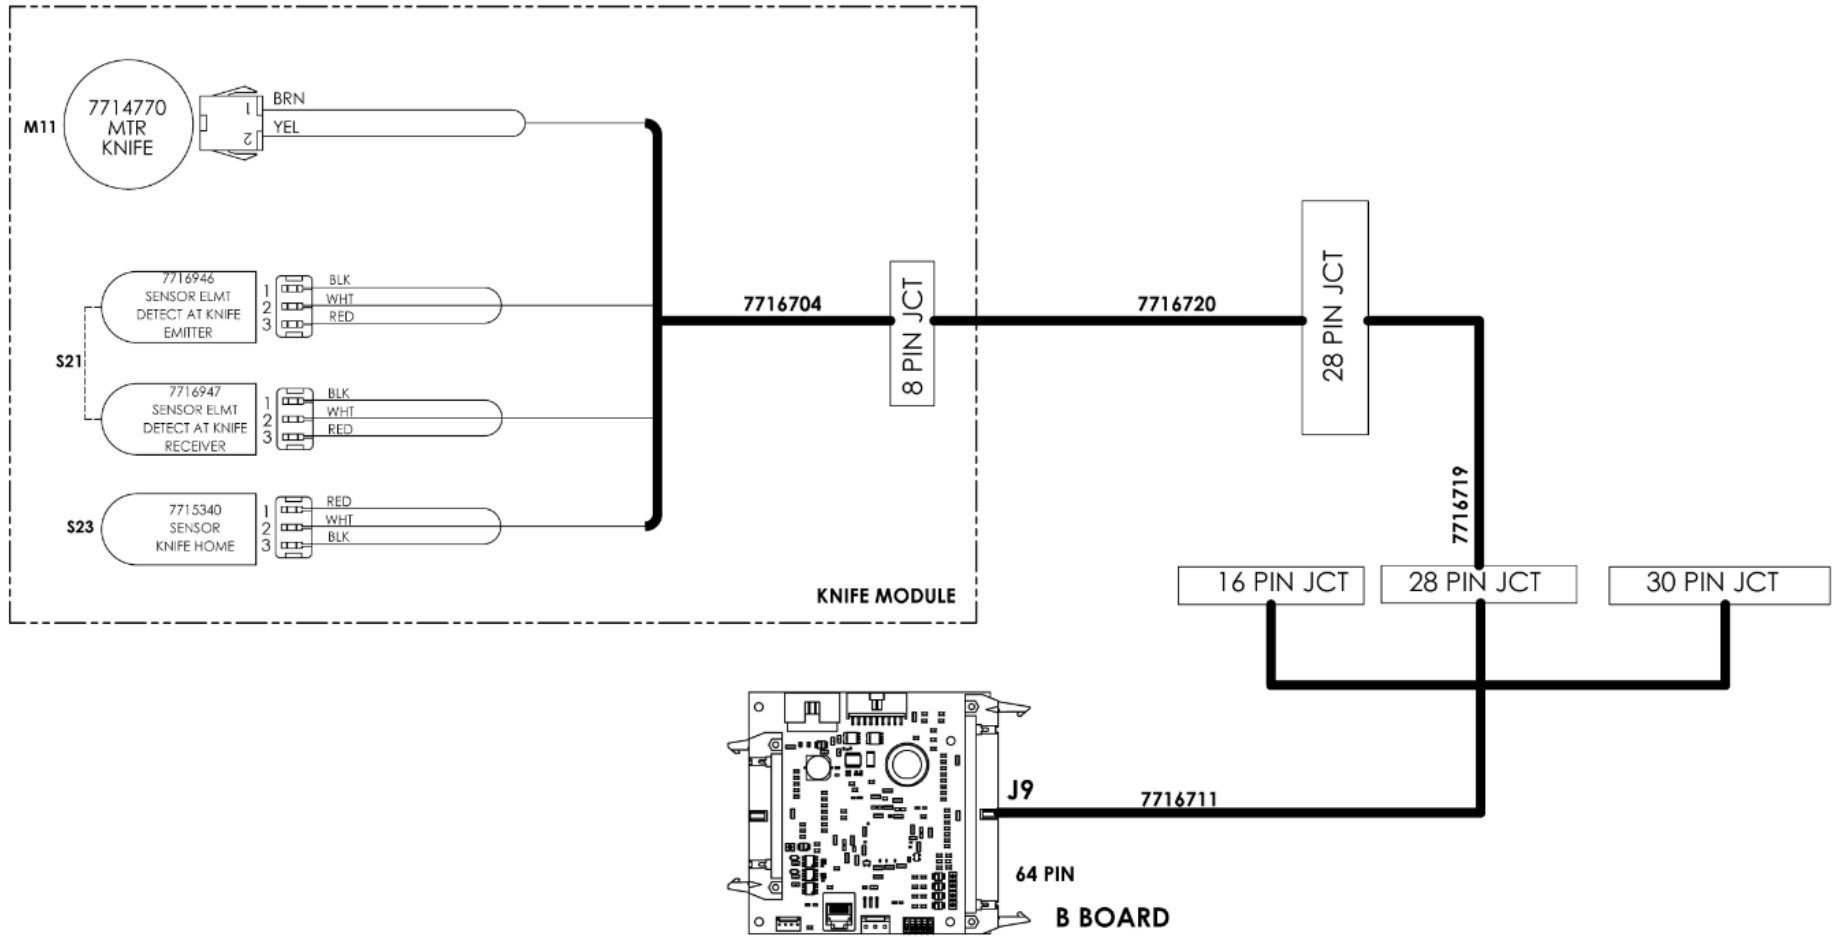 M11
7714770
MTR
KNIFE
1
2
BRN
YEL
S21
7716946
SENSOR ELMT
DETECT AT KNIFE
EMITTER
1
2
3
BLK
WHT
RED
7716947
SENSOR ELMT
DETECT AT KNIFE
RECEIVER
1
2
3
BLK
WHT
RED
S23
7715340
SENSOR
KNIFE HOME
1
2
3
RED
WHT
BLK
KNIFE MODULE
7716704
8 PIN JCT
7716720
28 PIN JCT
7716719
16 PIN JCT
28 PIN JCT
30 PIN JCT
J9
7716711
64 PIN
B BOARD